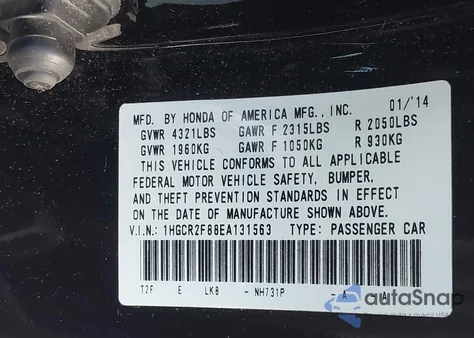 MFD. BY HONDA OF AMERICA MFG., INC. 01/'14
GVWR 4321LBS GAWR F 2315LBS R 2050LBS
GVWR 1960KG GAWR F 1050KG R 930KG
THIS VEHICLE CONFORMS TO ALL APPLICABLE
FEDERAL MOTOR VEHICLE SAFETY, BUMPER,
AND THEFT PREVENTION STANDARDS IN EFFECT
ON THE DATE OF MANUFACTURE SHOWN ABOVE.
V.I.N.: 1HGCR2F88EA131563 TYPE: PASSENGER CAR
T2F E LKB - NH731P - A A
autoSnap